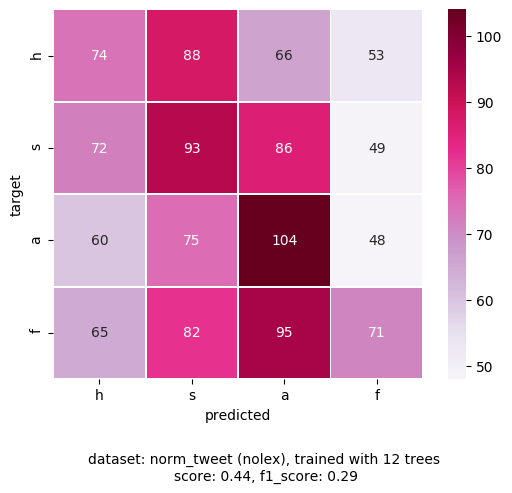 h 74 88 66 53 100
s 72 93 86 49 90
80
target
a 60 75 104 48 70
f 65 82 95 71 60
50
h s a f
predicted
dataset: norm_tweet (nolex), trained with 12 trees
score: 0.44, f1_score: 0.29